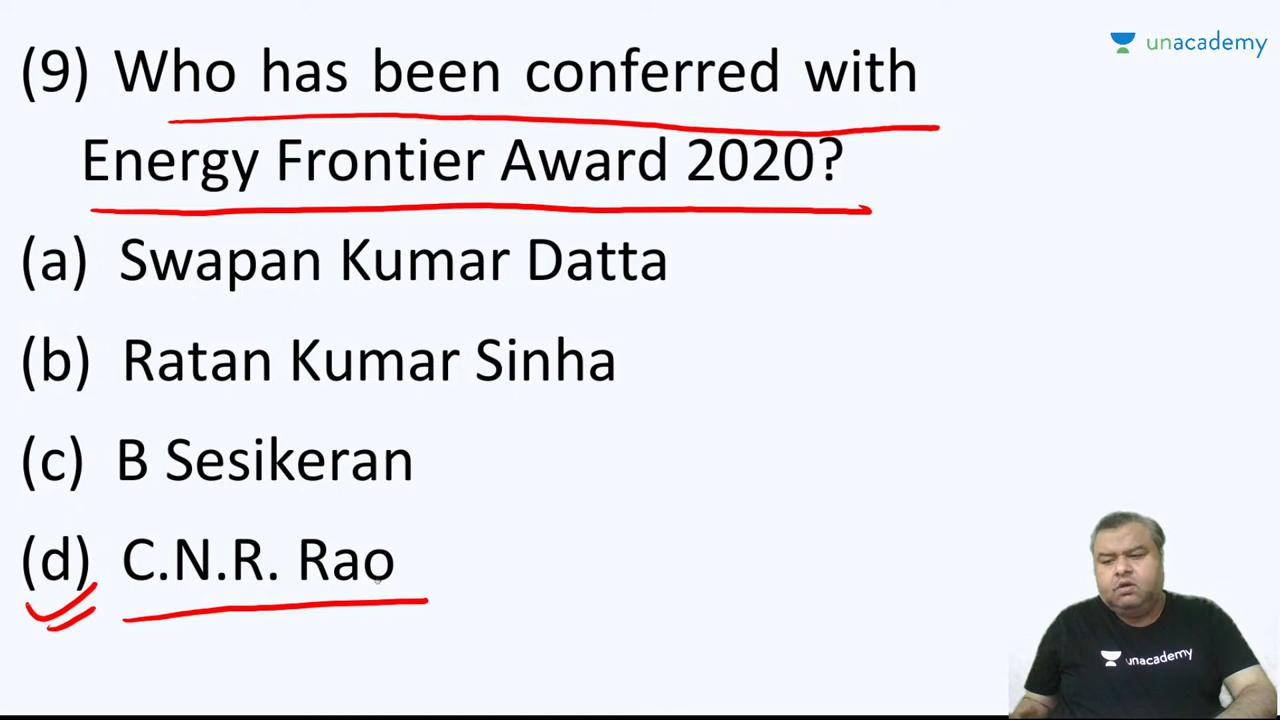 (9) Who has been conferred with
Energy Frontier Award 2020?
(a) Swapan Kumar Datta
(b) Ratan Kumar Sinha
(c) B Sesikeran
(d) C.N.R. Rao
unacademy
unacademy